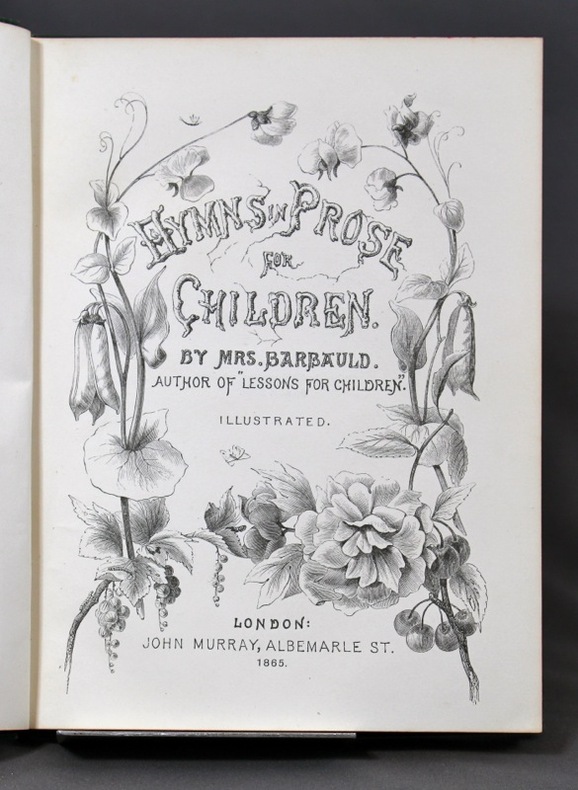 HYMNS IN PROSE
FOR
CHILDREN.
BY MRS. BARBAULD.
AUTHOR OF "LESSONS FOR CHILDREN".
ILLUSTRATED.
LONDON:
JOHN MURRAY, ALBEMARLE ST.
1865.